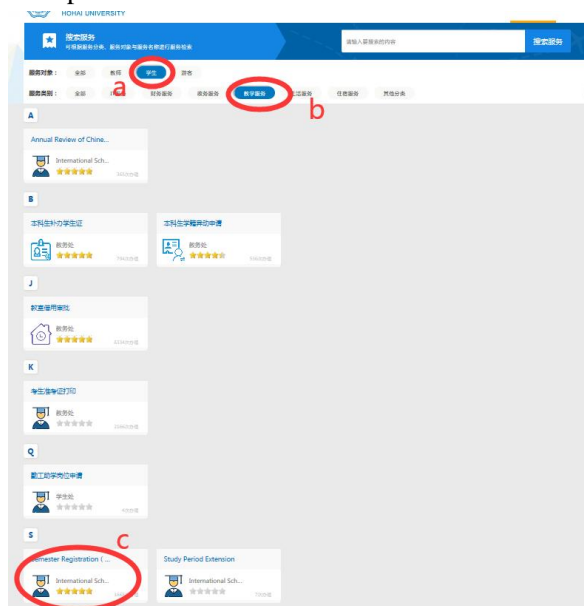 HOHAI UNIVERSITY
搜索服务
可根据服务分类、服务对象与服务名称进行服务检索
请输入要搜索的内容
搜索服务
服务对象： 全部 教师 学生 游客
a
服务类别： 全部 财务服务 教务服务 教学服务 生活服务 住宿服务 其他分类
b
A
Annual Review of Chine...
International Sch...
B
本科生补办学生证 本科生学籍异动申请
教务处 教务处
J
教室借用审批
教务处
K
考生准考证打印
教务处
Q
勤工助学岗位申请
学生处
S
c
Semester Registration ( ... Study Period Extension
International Sch... International Sch...